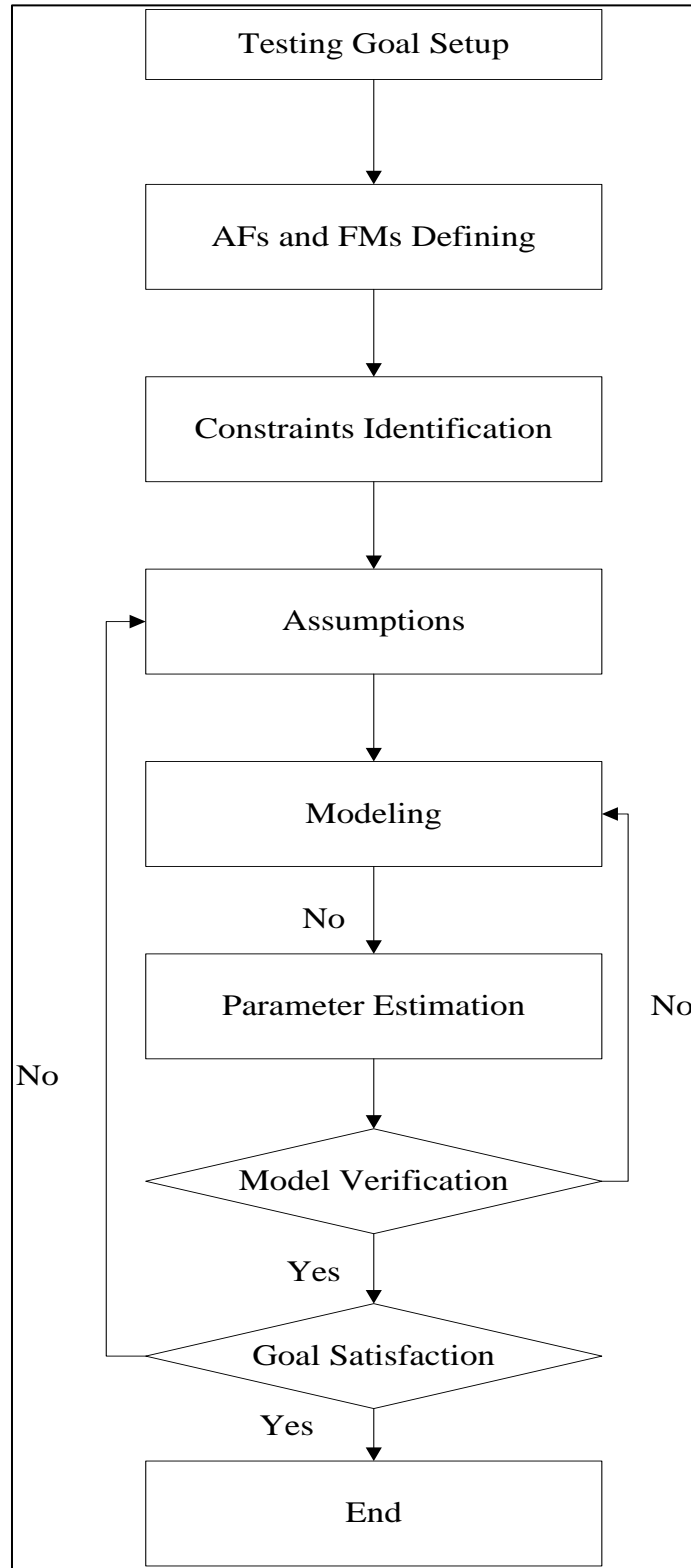 Testing Goal Setup
AFs and FMs Defining
Constraints Identification
Assumptions
Modeling
No
Parameter Estimation
No
No
Model Verification
Yes
Goal Satisfaction
Yes
End